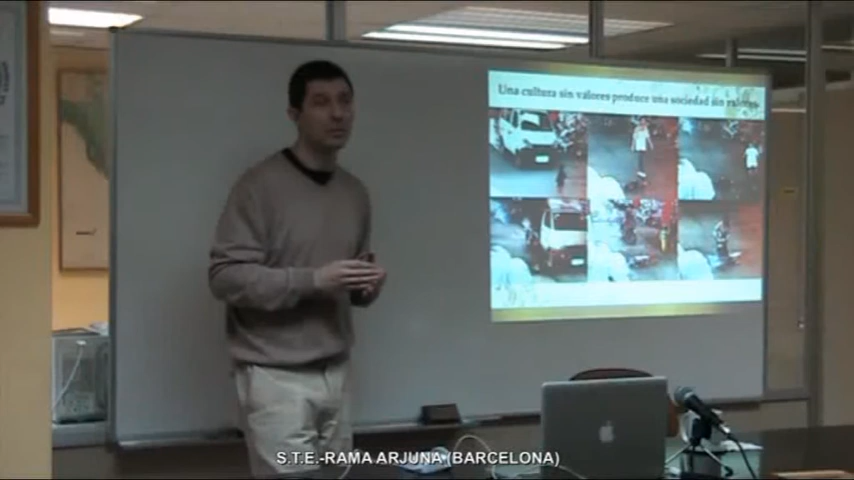 Una cultura sin valores produce una sociedad sin valores
S.T.E.-RAMA ARJUNA (BARCELONA)